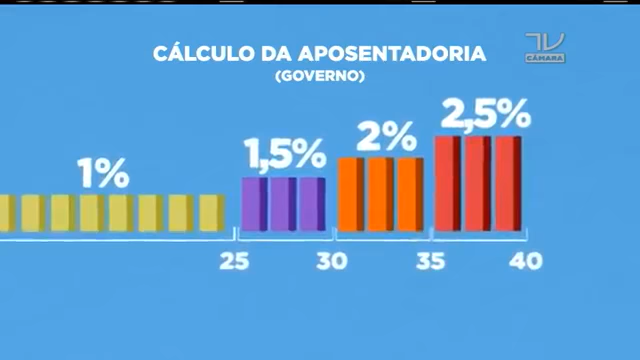 CÁLCULO DA APOSENTADORIA
(GOVERNO)
TV
CÂMARA
1%
1,5%
2%
2,5%
25
30
35
40